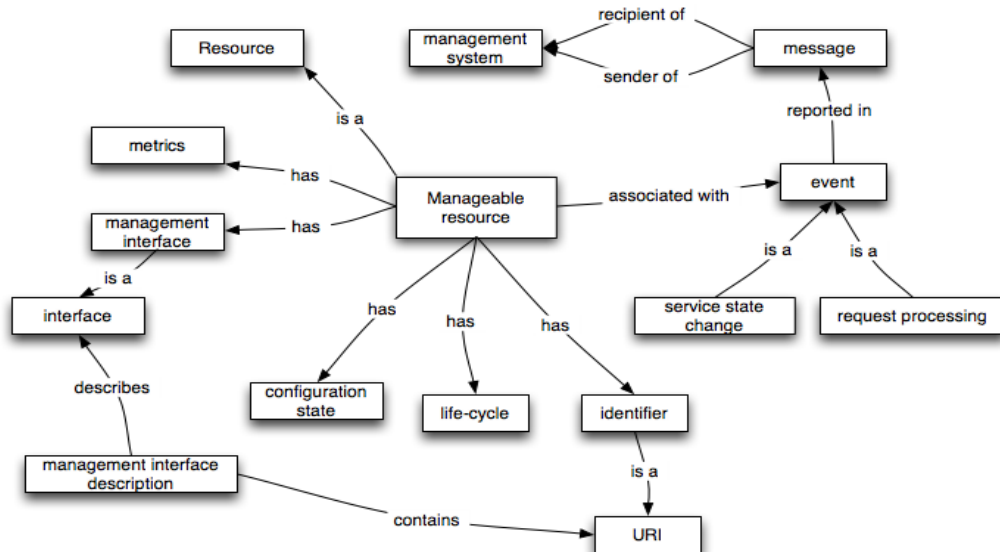 recipient of
Resource
management
system
message
sender of
is a
reported in
metrics
has
Manageable
resource
associated with
event
management
interface
has
is a
is a
is a
interface
has
has
has
service state
change
request processing
describes
configuration
state
life-cycle
identifier
management interface
description
is a
contains
URI